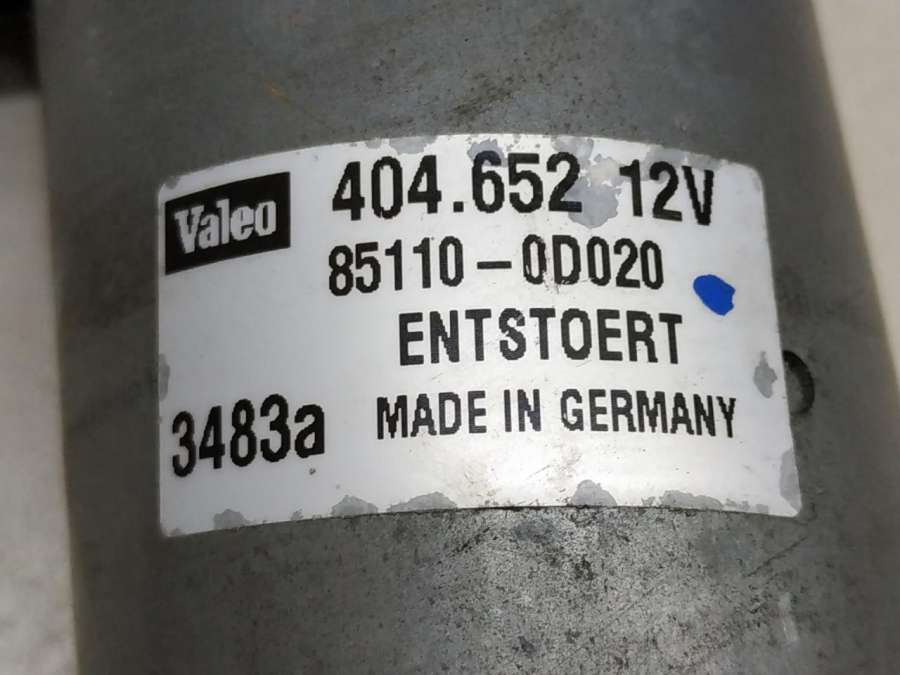 Valeo 404.652 12V
85110-0D020
ENTSTOERT
3483a MADE IN GERMANY